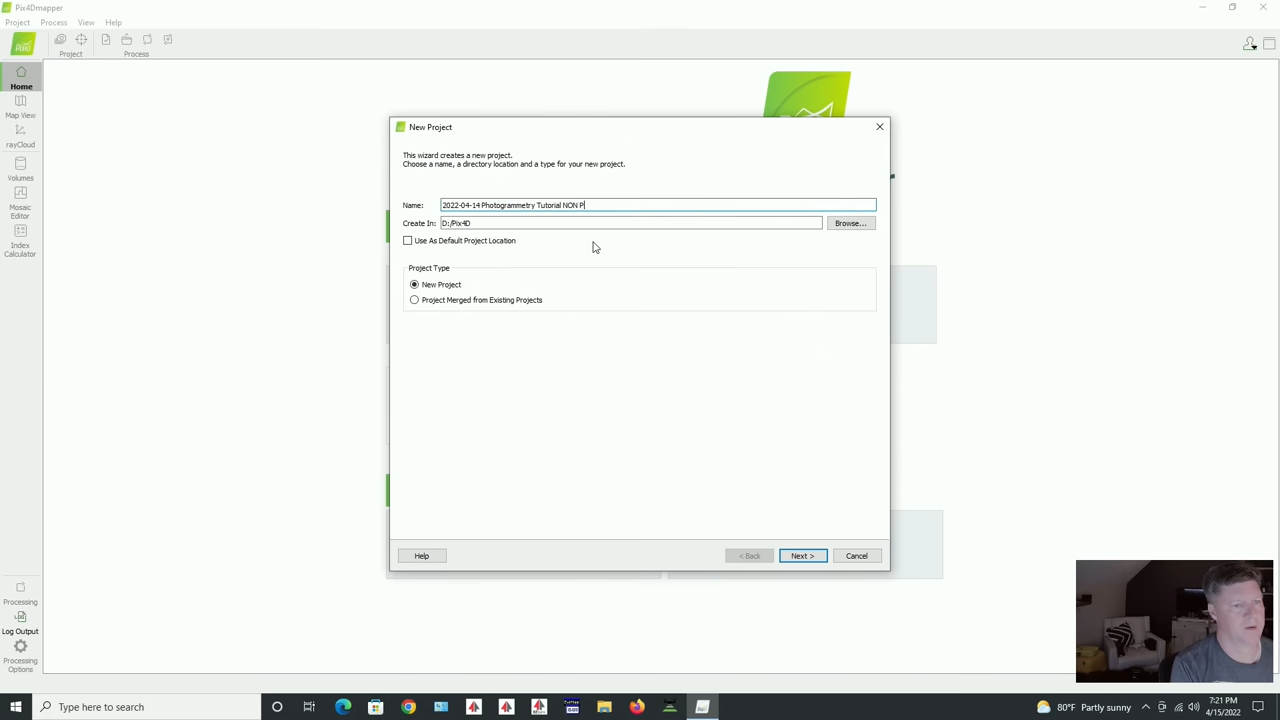 Pix4Dmapper
Project Process View Help
Project
Process
Home
Map View
rayCloud
Volumes
Mosaic
Editor
Index
Calculator
Processing
Log Output
Processing
Options
New Project
This wizard creates a new project.
Choose a name, a directory location and a type for your new project.
Name: 2022-04-14 Photogrammetry Tutorial NON P
Create In: D:/Pix4D Browse...
Use As Default Project Location
Project Type
New Project
Project Merged from Existing Projects
Help < Back Next > Cancel
Type here to search
80°F Partly sunny
7:21 PM
4/15/2022